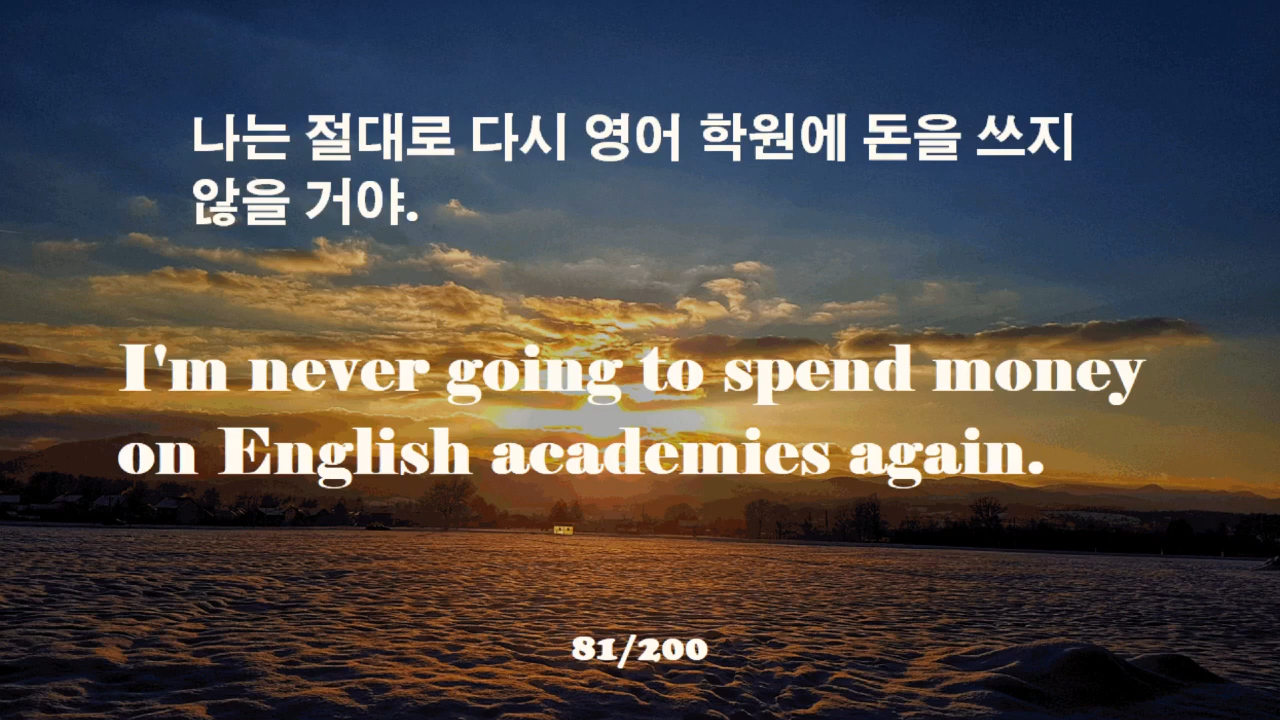 나는 절대로 다시 영어 학원에 돈을 쓰지
않을 거야.
I'm never going to spend money
on English academies again.
81/200